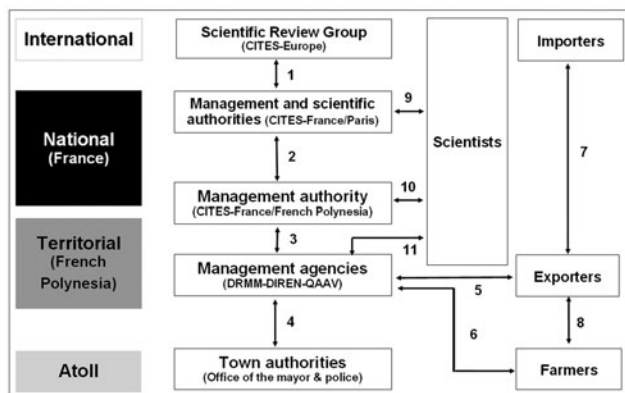 International
Scientific Review Group
(CITES-Europe)
Importers
1
National
(France)
Management and scientific
authorities (CITES-France/Paris)
9
Scientists
2
7
Management authority
(CITES-France/French Polynesia)
10
Territorial
(French
Polynesia)
3
11
Management agencies
(DRMM-DIREN-QAAV)
5
Exporters
4
6
8
Atoll
Town authorities
(Office of the mayor & police)
Farmers